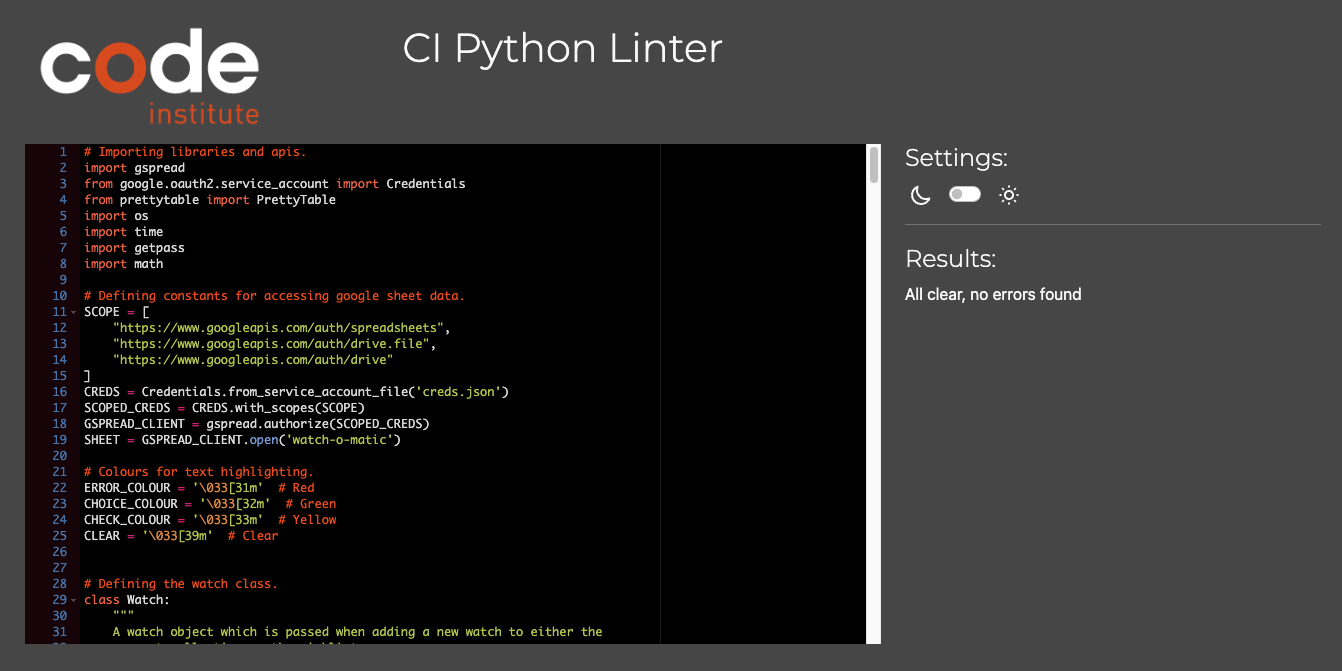 code
institute
CI Python Linter
1 # Importing libraries and apis.
2 import gspread
3 from google.oauth2.service_account import Credentials
4 from prettytable import PrettyTable
5 import os
6 import time
7 import getpass
8 import math
9
10 # Defining constants for accessing google sheet data.
11 SCOPE = [
12     "https://www.googleapis.com/auth/spreadsheets",
13     "https://www.googleapis.com/auth/drive.file",
14     "https://www.googleapis.com/auth/drive"
15 ]
16 CREDS = Credentials.from_service_account_file('creds.json')
17 SCOPED_CREDS = CREDS.with_scopes(SCOPE)
18 GSPREAD_CLIENT = gspread.authorize(SCOPED_CREDS)
19 SHEET = GSPREAD_CLIENT.open('watch-o-matic')
20
21 # Colours for text highlighting.
22 ERROR_COLOUR = '\033[31m'  # Red
23 CHOICE_COLOUR = '\033[32m'  # Green
24 CHECK_COLOUR = '\033[33m'  # Yellow
25 CLEAR = '\033[39m'  # Clear
26
27
28 # Defining the watch class.
29 class Watch:
30     """
31     A watch object which is passed when adding a new watch to either the
Settings:
Results:
All clear, no errors found